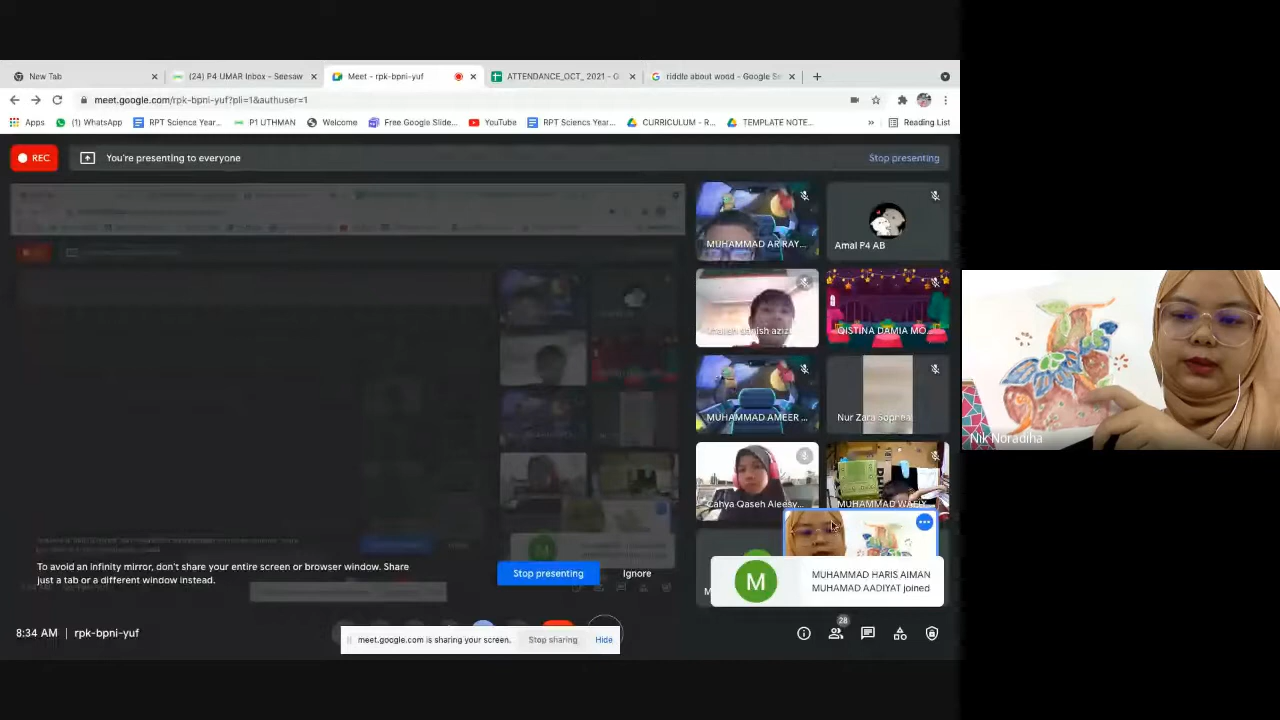 New Tab
(24) P4 UMAR Inbox - Seesaw
Meet - rpk-bpni-yuf
ATTENDANCE_OCT_ 2021 - G
riddle about wood - Google Se
meet.google.com/rpk-bpni-yuf?pli=1&authuser=1
Apps
(1) WhatsApp
RPT Science Year...
P1 UTHMAN
Welcome
Free Google Slide...
YouTube
RPT Sciencs Year...
CURRICULUM - R...
TEMPLATE NOTE...
»
Reading List
REC
You're presenting to everyone
Stop presenting
MUHAMMAD AR RAY...
Amal P4 AB
QISTINA DAMIA MO...
MUHAMMAD AMEER ...
Nur Zara Sophea
Cahya Qaseh Aleesy...
Nik Noradiha
M
MUHAMMAD HARIS AIMAN
MUHAMAD AADIYAT joined
To avoid an infinity mirror, don't share your entire screen or browser window. Share
just a tab or a different window instead.
Stop presenting
Ignore
8:34 AM | rpk-bpni-yuf
meet.google.com is sharing your screen.
Stop sharing
Hide
28